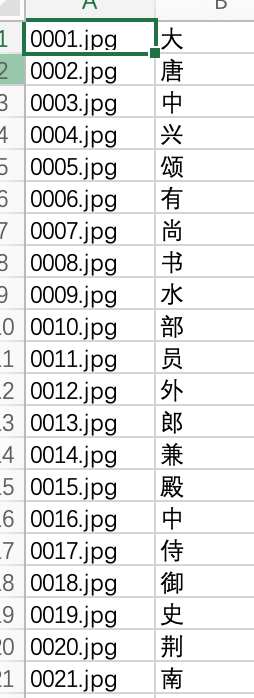 A B
1 0001.jpg 大
2 0002.jpg 唐
3 0003.jpg 中
4 0004.jpg 兴
5 0005.jpg 颂
6 0006.jpg 有
7 0007.jpg 尚
8 0008.jpg 书
9 0009.jpg 水
10 0010.jpg 部
11 0011.jpg 员
12 0012.jpg 外
13 0013.jpg 郎
14 0014.jpg 兼
15 0015.jpg 殿
16 0016.jpg 中
17 0017.jpg 侍
18 0018.jpg 御
19 0019.jpg 史
20 0020.jpg 荆
21 0021.jpg 南